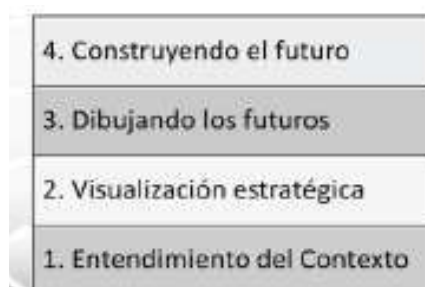 4. Construyendo el futuro
3. Dibujando los futuros
2. Visualización estratégica
1. Entendimiento del Contexto